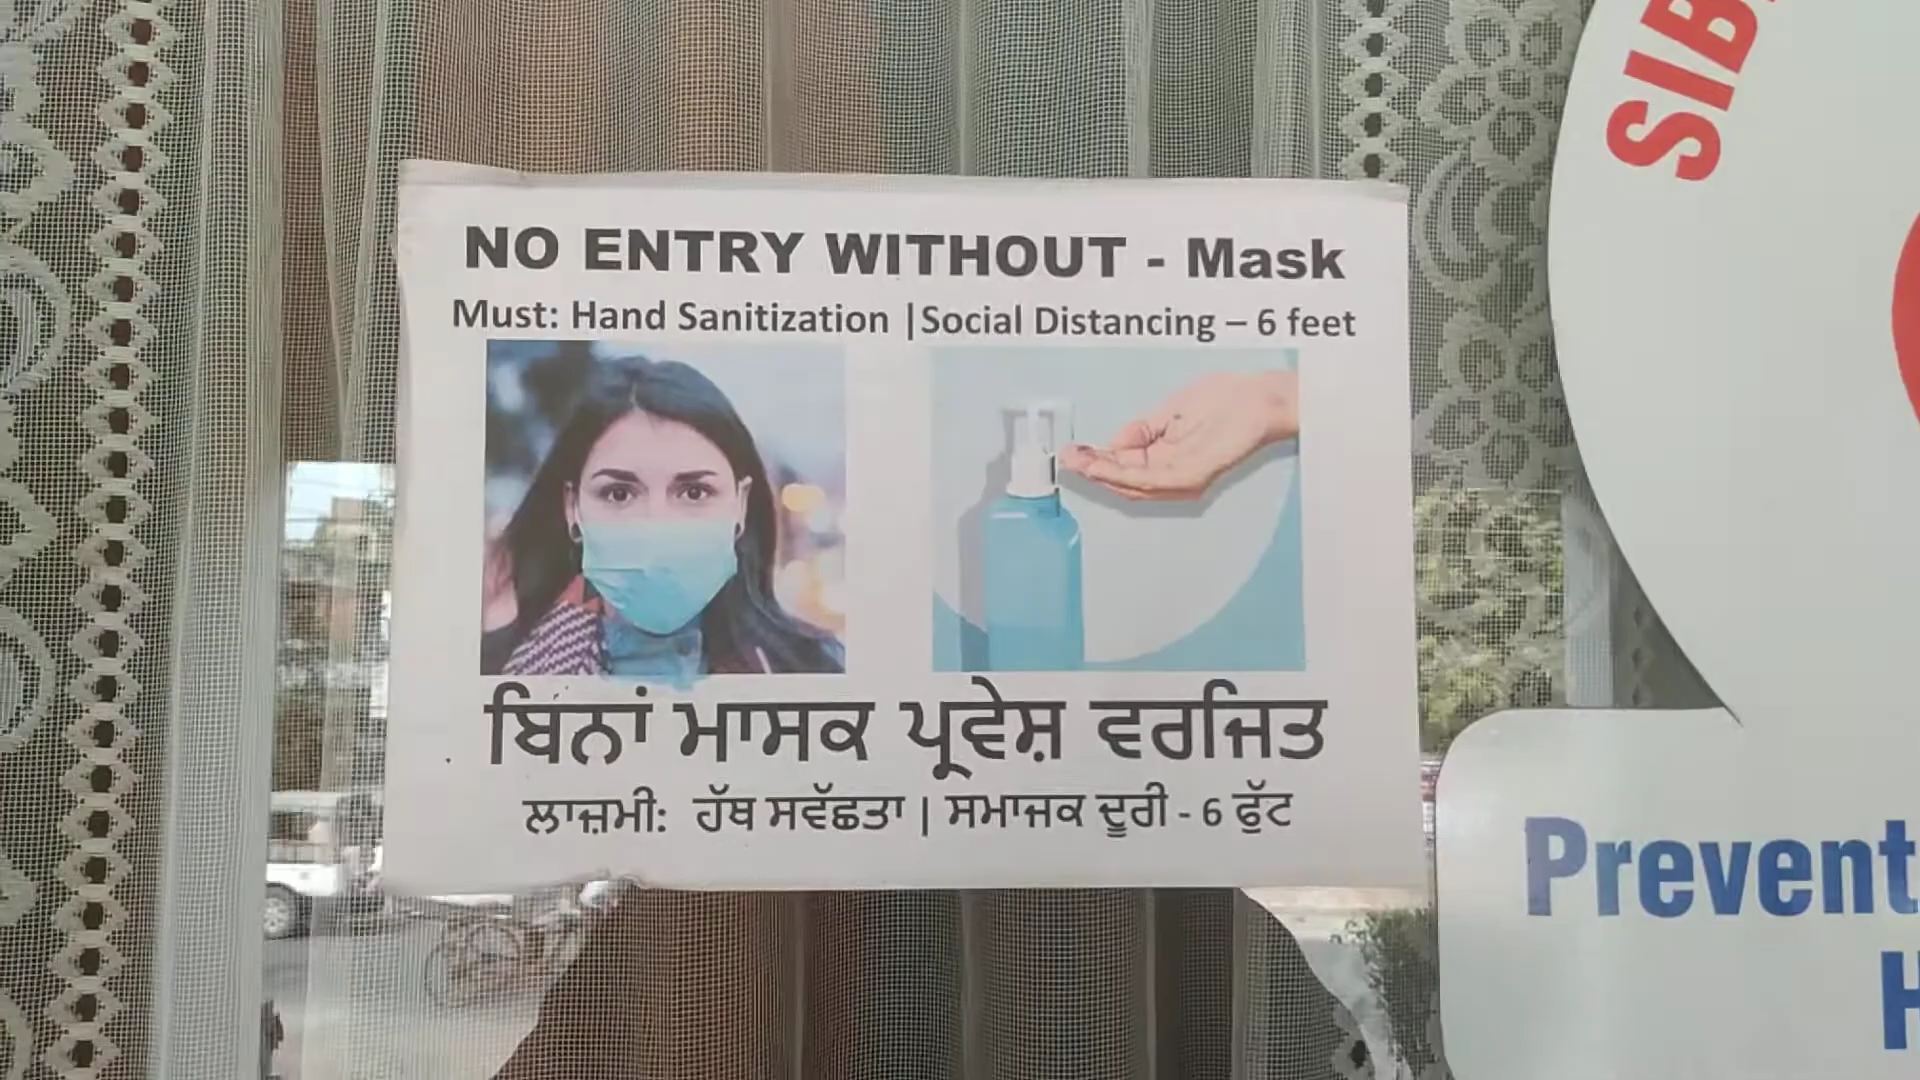 NO ENTRY WITHOUT - Mask
Must: Hand Sanitization |Social Distancing – 6 feet
ਬਿਨਾਂ ਮਾਸਕ ਪ੍ਰਵੇਸ਼ ਵਰਜਿਤ
ਲਾਜ਼ਮੀ: ਹੱਥ ਸਵੱਛਤਾ | ਸਮਾਜਕ ਦੂਰੀ - 6 ਫੁੱਟ
Prevent